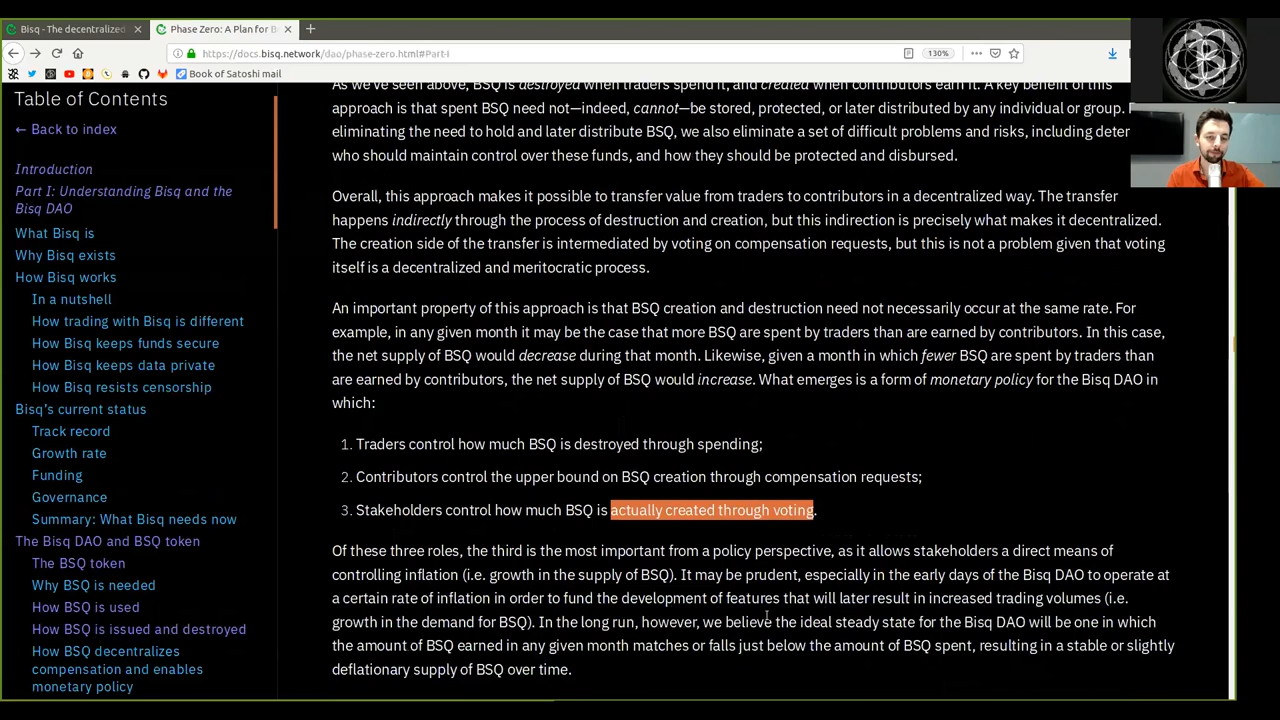 Bisq - The decentralized
Phase Zero: A Plan for B
https://docs.bisq.network/dao/phase-zero.html#Part-I
130%
Book of Satoshi mail
Table of Contents
← Back to index
Introduction
Part I: Understanding Bisq and the
Bisq DAO
What Bisq is
Why Bisq exists
How Bisq works
In a nutshell
How trading with Bisq is different
How Bisq keeps funds secure
How Bisq keeps data private
How Bisq resists censorship
Bisq's current status
Track record
Growth rate
Funding
Governance
Summary: What Bisq needs now
The Bisq DAO and BSQ token
The BSQ token
Why BSQ is needed
How BSQ is used
How BSQ is issued and destroyed
How BSQ decentralizes
compensation and enables
monetary policy
As we've seen above, BSQ is destroyed when traders spend it, and created when contributors earn it. A key benefit of this
approach is that spent BSQ need not—indeed, cannot—be stored, protected, or later distributed by any individual or group.
eliminating the need to hold and later distribute BSQ, we also eliminate a set of difficult problems and risks, including deter
who should maintain control over these funds, and how they should be protected and disbursed.
Overall, this approach makes it possible to transfer value from traders to contributors in a decentralized way. The transfer
happens indirectly through the process of destruction and creation, but this indirection is precisely what makes it decentralized.
The creation side of the transfer is intermediated by voting on compensation requests, but this is not a problem given that voting
itself is a decentralized and meritocratic process.
An important property of this approach is that BSQ creation and destruction need not necessarily occur at the same rate. For
example, in any given month it may be the case that more BSQ are spent by traders than are earned by contributors. In this case,
the net supply of BSQ would decrease during that month. Likewise, given a month in which fewer BSQ are spent by traders than
are earned by contributors, the net supply of BSQ would increase. What emerges is a form of monetary policy for the Bisq DAO in
which:
1. Traders control how much BSQ is destroyed through spending;
2. Contributors control the upper bound on BSQ creation through compensation requests;
3. Stakeholders control how much BSQ is actually created through voting.
Of these three roles, the third is the most important from a policy perspective, as it allows stakeholders a direct means of
controlling inflation (i.e. growth in the supply of BSQ). It may be prudent, especially in the early days of the Bisq DAO to operate at
a certain rate of inflation in order to fund the development of features that will later result in increased trading volumes (i.e.
growth in the demand for BSQ). In the long run, however, we believe the ideal steady state for the Bisq DAO will be one in which
the amount of BSQ earned in any given month matches or falls just below the amount of BSQ spent, resulting in a stable or slightly
deflationary supply of BSQ over time.